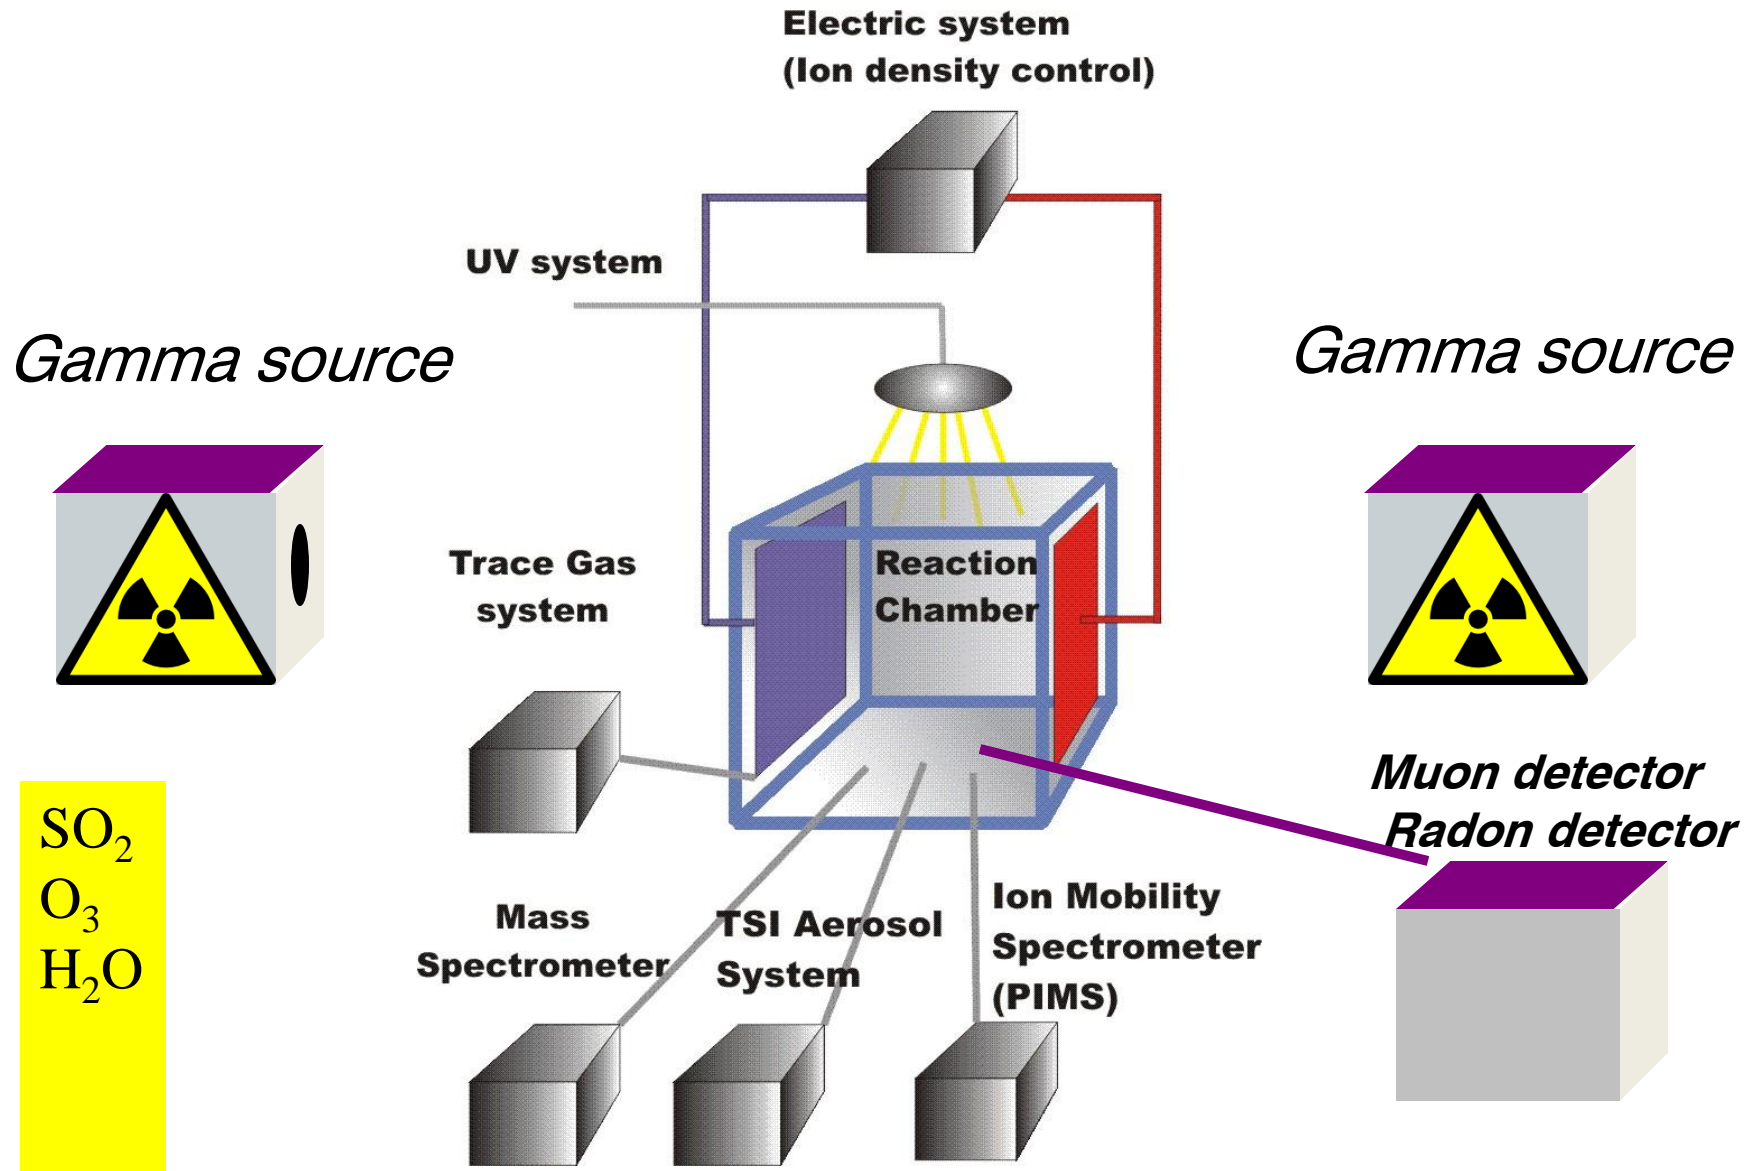 Electric system
(Ion density control)
UV system
Gamma source
Gamma source
Trace Gas
system
Reaction
Chamber
Muon detector
Radon detector
SO₂
O₃
H₂O
Mass
Spectrometer
TSI Aerosol
System
Ion Mobility
Spectrometer
(PIMS)